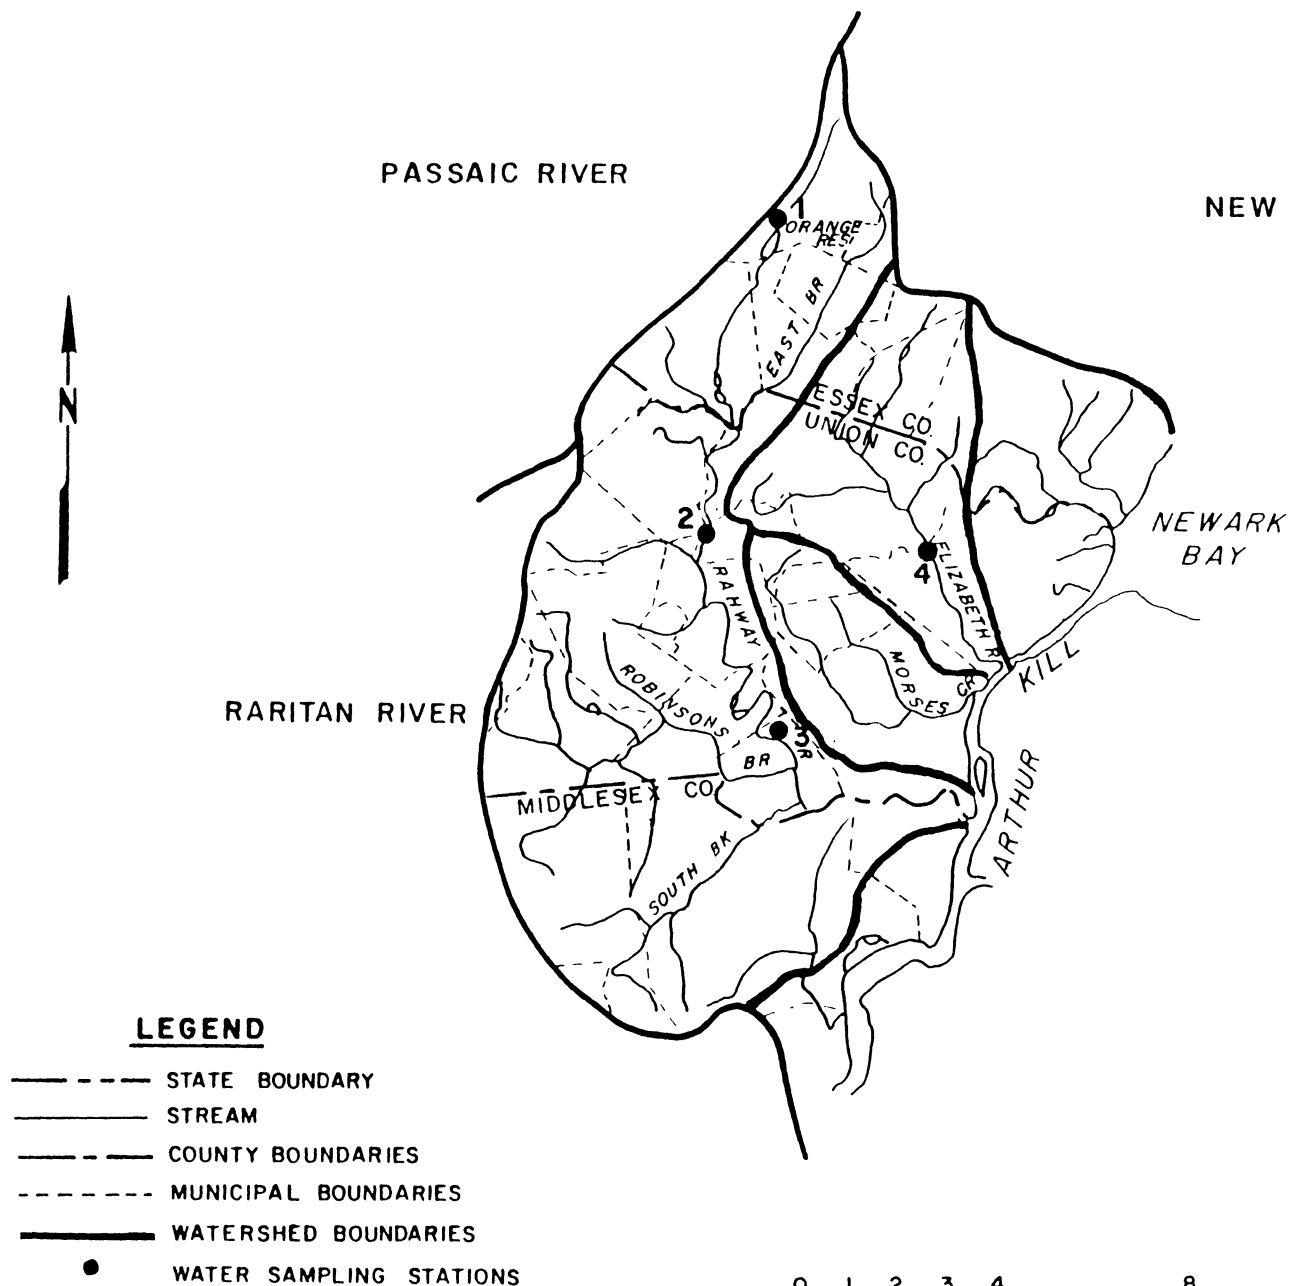 PASSAIC RIVER
NEW
1
ORANGE
RES.
EAST BR
N
ESSEX CO.
UNION CO.
2
4
NEWARK
BAY
ELIZABETH R
RAHWAY
R
KILL
MORSES CR
ROBINSONS
BR
RARITAN RIVER
3
MIDDLESEX CO.
ARTHUR
SOUTH BK
LEGEND
STATE BOUNDARY
STREAM
COUNTY BOUNDARIES
MUNICIPAL BOUNDARIES
WATERSHED BOUNDARIES
WATER SAMPLING STATIONS
0 1 2 3 4 8